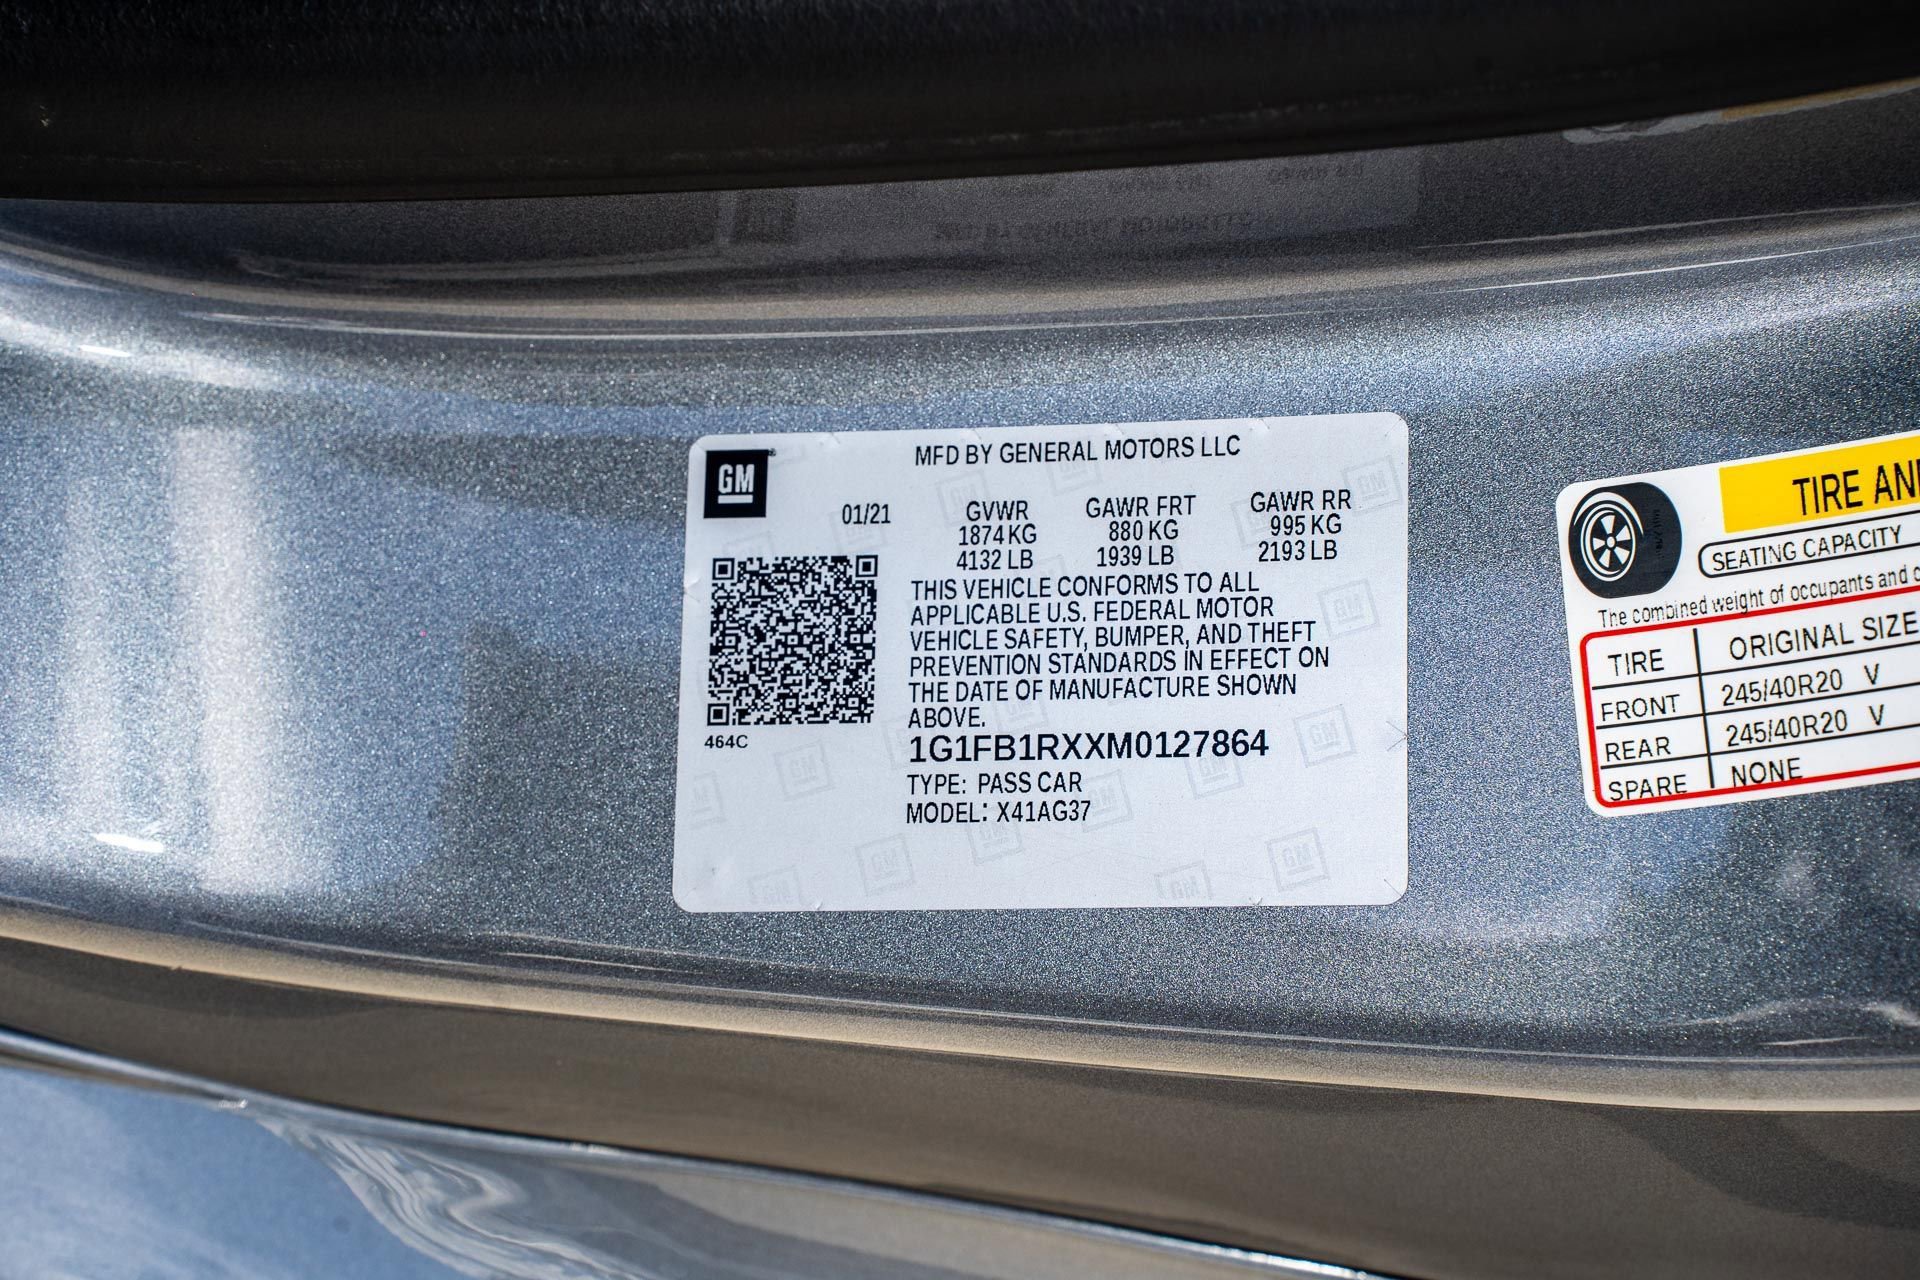 GM
MFD BY GENERAL MOTORS LLC
01/21 GVWR GAWR FRT GAWR RR
1874 KG 880 KG 995 KG
4132 LB 1939 LB 2193 LB
THIS VEHICLE CONFORMS TO ALL
APPLICABLE U.S. FEDERAL MOTOR
VEHICLE SAFETY, BUMPER, AND THEFT
PREVENTION STANDARDS IN EFFECT ON
THE DATE OF MANUFACTURE SHOWN
ABOVE.
464C
1G1FB1RXXM0127864
TYPE: PASS CAR
MODEL: X41AG37
TIRE
SEATING CAPACITY
The combined weight of occupants and
TIRE ORIGINAL SIZE
FRONT 245/40R20 V
REAR 245/40R20 V
SPARE NONE